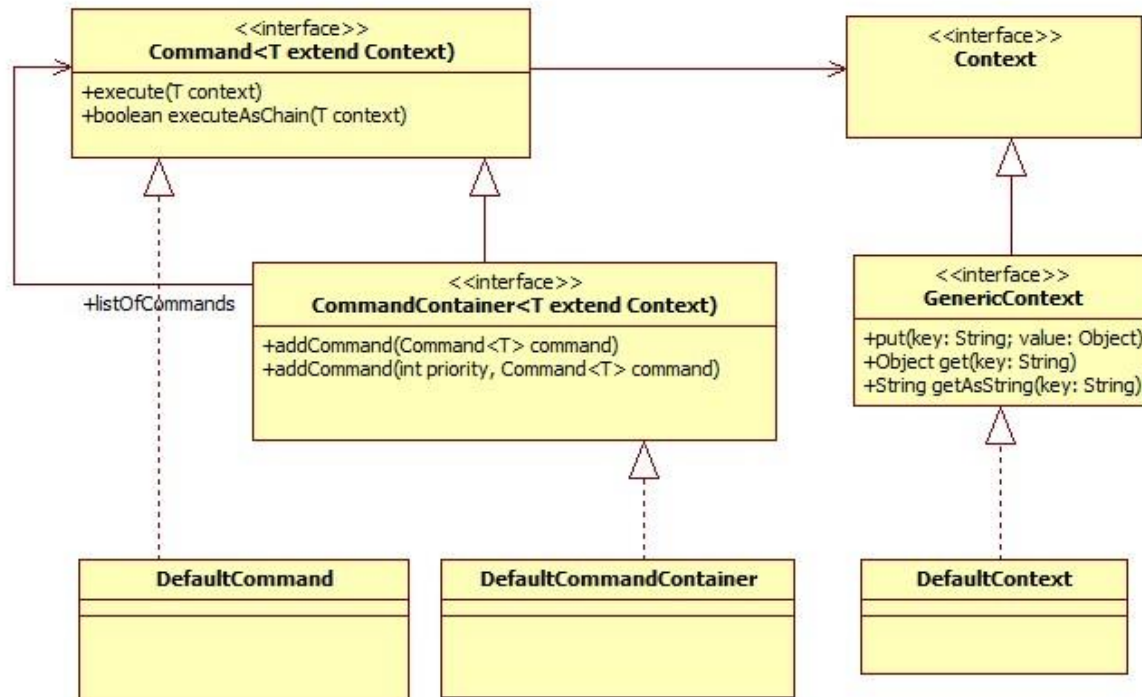 <<interface>>
Command<T extend Context)
+execute(T context)
+boolean executeAsChain(T context)
<<interface>>
Context
+listOfCommands
<<interface>>
CommandContainer<T extend Context)
+addCommand(Command<T> command)
+addCommand(int priority, Command<T> command)
<<interface>>
GenericContext
+put(key: String; value: Object)
+Object get(key: String)
+String getAsString(key: String)
DefaultCommand
DefaultCommandContainer
DefaultContext